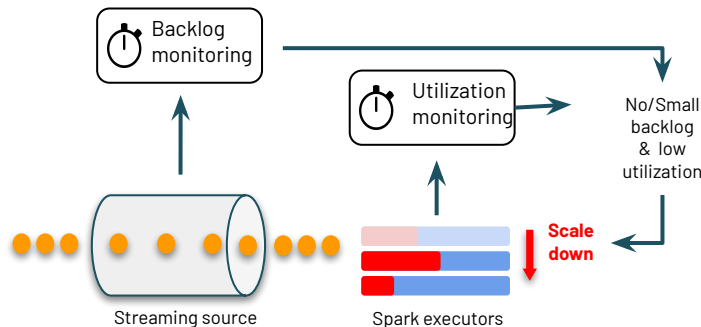 Backlog
monitoring
Utilization
monitoring
No/Small
backlog
& low
utilization
Scale
down
Streaming source
Spark executors